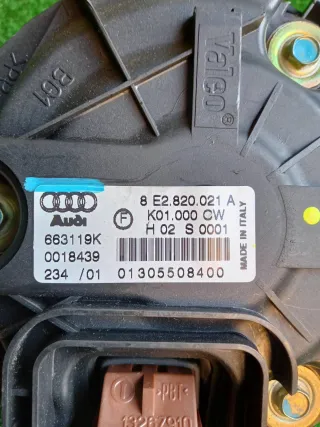 Valeo
8 E2.820.021 A
Audi
F
K01.000 CW
H 02 S 0001
663119K
0018439
234 /01
01305508400
MADE IN ITALY
>PBT<